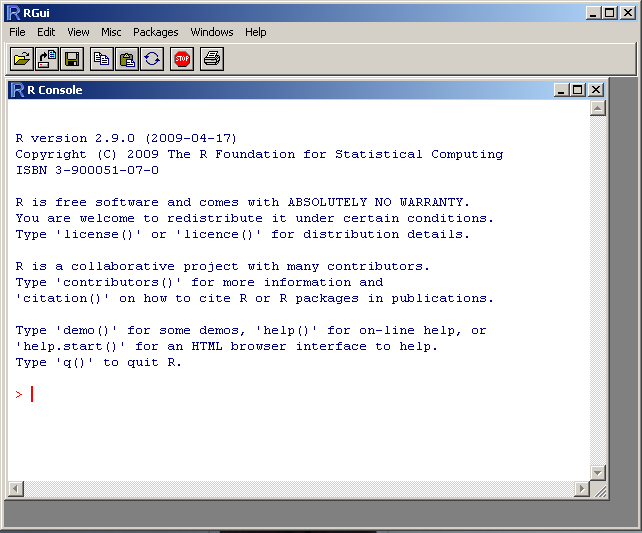 RGui
File Edit View Misc Packages Windows Help
STOP
R Console
R version 2.9.0 (2009-04-17)
Copyright (C) 2009 The R Foundation for Statistical Computing
ISBN 3-900051-07-0
R is free software and comes with ABSOLUTELY NO WARRANTY.
You are welcome to redistribute it under certain conditions.
Type 'license()' or 'licence()' for distribution details.
R is a collaborative project with many contributors.
Type 'contributors()' for more information and
'citation()' on how to cite R or R packages in publications.
Type 'demo()' for some demos, 'help()' for on-line help, or
'help.start()' for an HTML browser interface to help.
Type 'q()' to quit R.
>